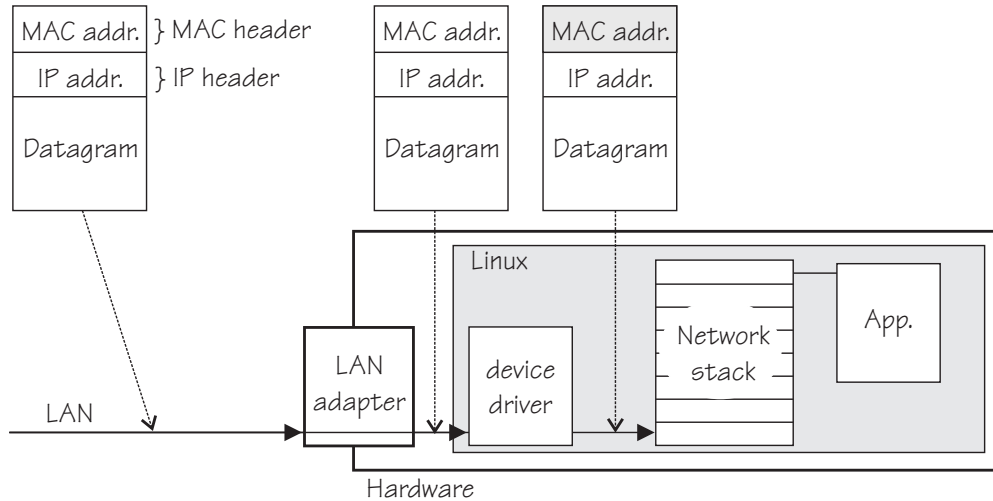 MAC addr. } MAC header
IP addr. } IP header
Datagram
MAC addr.
IP addr.
Datagram
MAC addr.
IP addr.
Datagram
Linux
LAN
LAN
adapter
device
driver
Network
stack
App.
Hardware